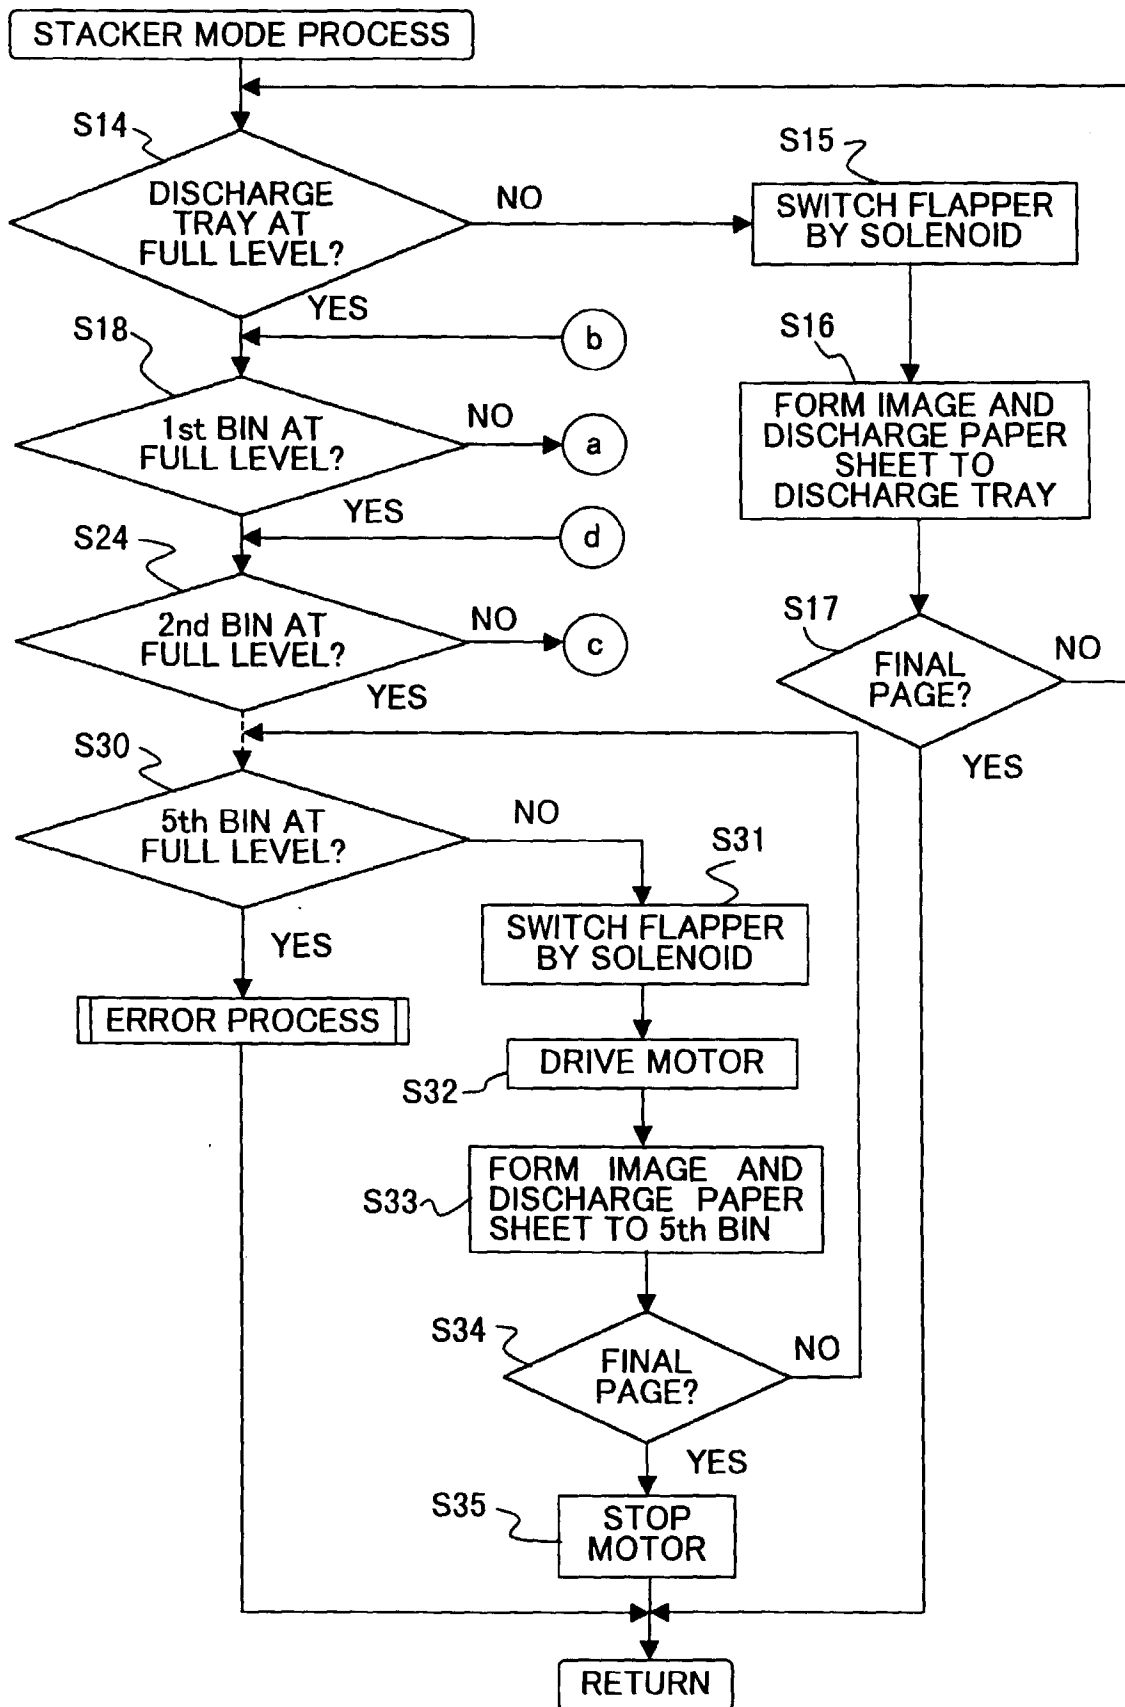 STACKER MODE PROCESS
S14
DISCHARGE
TRAY AT
FULL LEVEL?
NO
YES
S15
SWITCH FLAPPER
BY SOLENOID
S16
FORM IMAGE AND
DISCHARGE PAPER
SHEET TO
DISCHARGE TRAY
S17
FINAL
PAGE?
NO
YES
b
S18
1st BIN AT
FULL LEVEL?
NO
a
YES
d
S24
2nd BIN AT
FULL LEVEL?
NO
c
YES
S30
5th BIN AT
FULL LEVEL?
NO
YES
ERROR PROCESS
S31
SWITCH FLAPPER
BY SOLENOID
S32
DRIVE MOTOR
S33
FORM IMAGE AND
DISCHARGE PAPER
SHEET TO 5th BIN
S34
FINAL
PAGE?
NO
YES
S35
STOP
MOTOR
RETURN